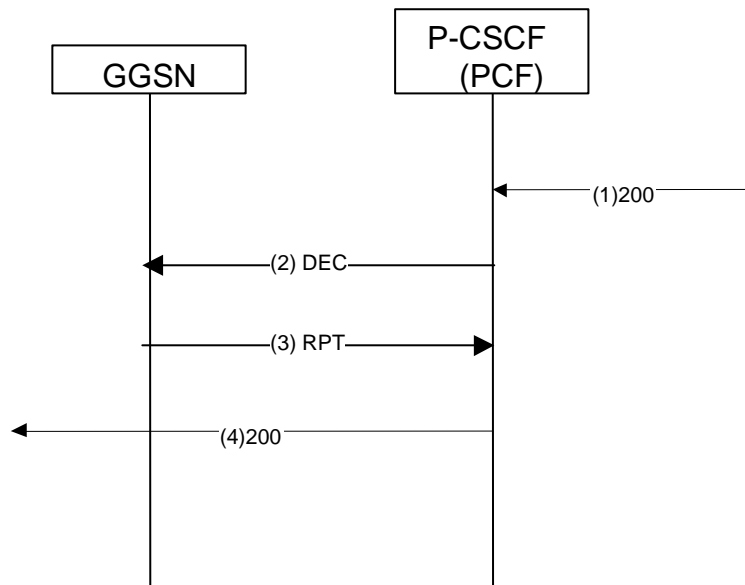 GGSN
P-CSCF
(PCF)
(1)200
(2) DEC
(3) RPT
(4)200